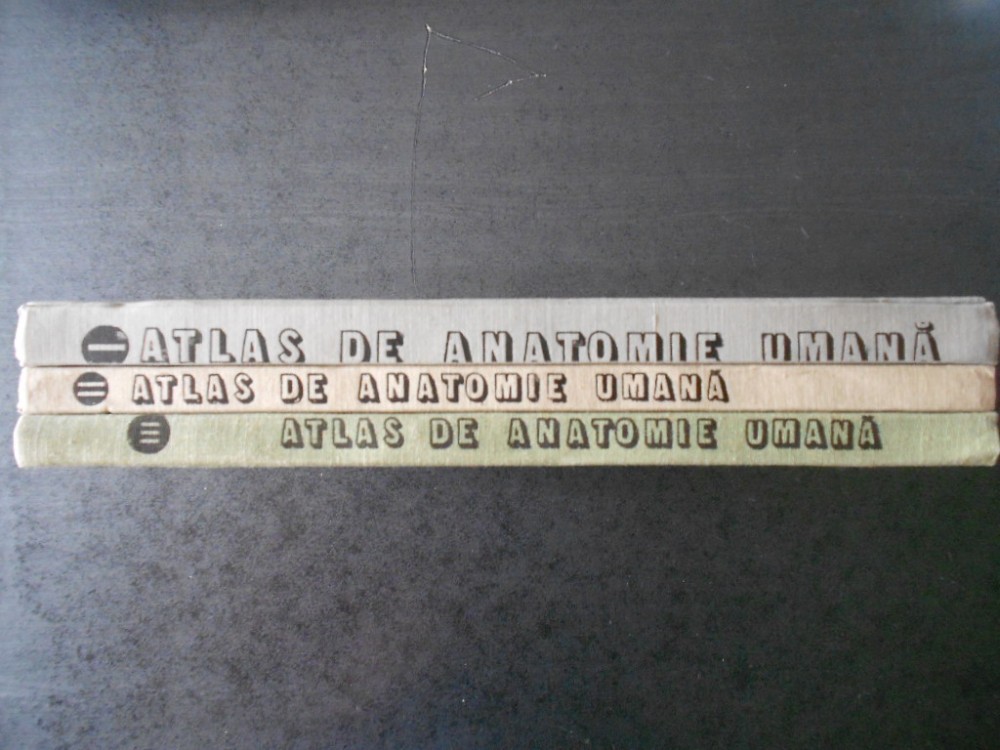 I ATLAS DE ANATOMIE UMANĂ
II ATLAS DE ANATOMIE UMANĂ
III ATLAS DE ANATOMIE UMANĂ